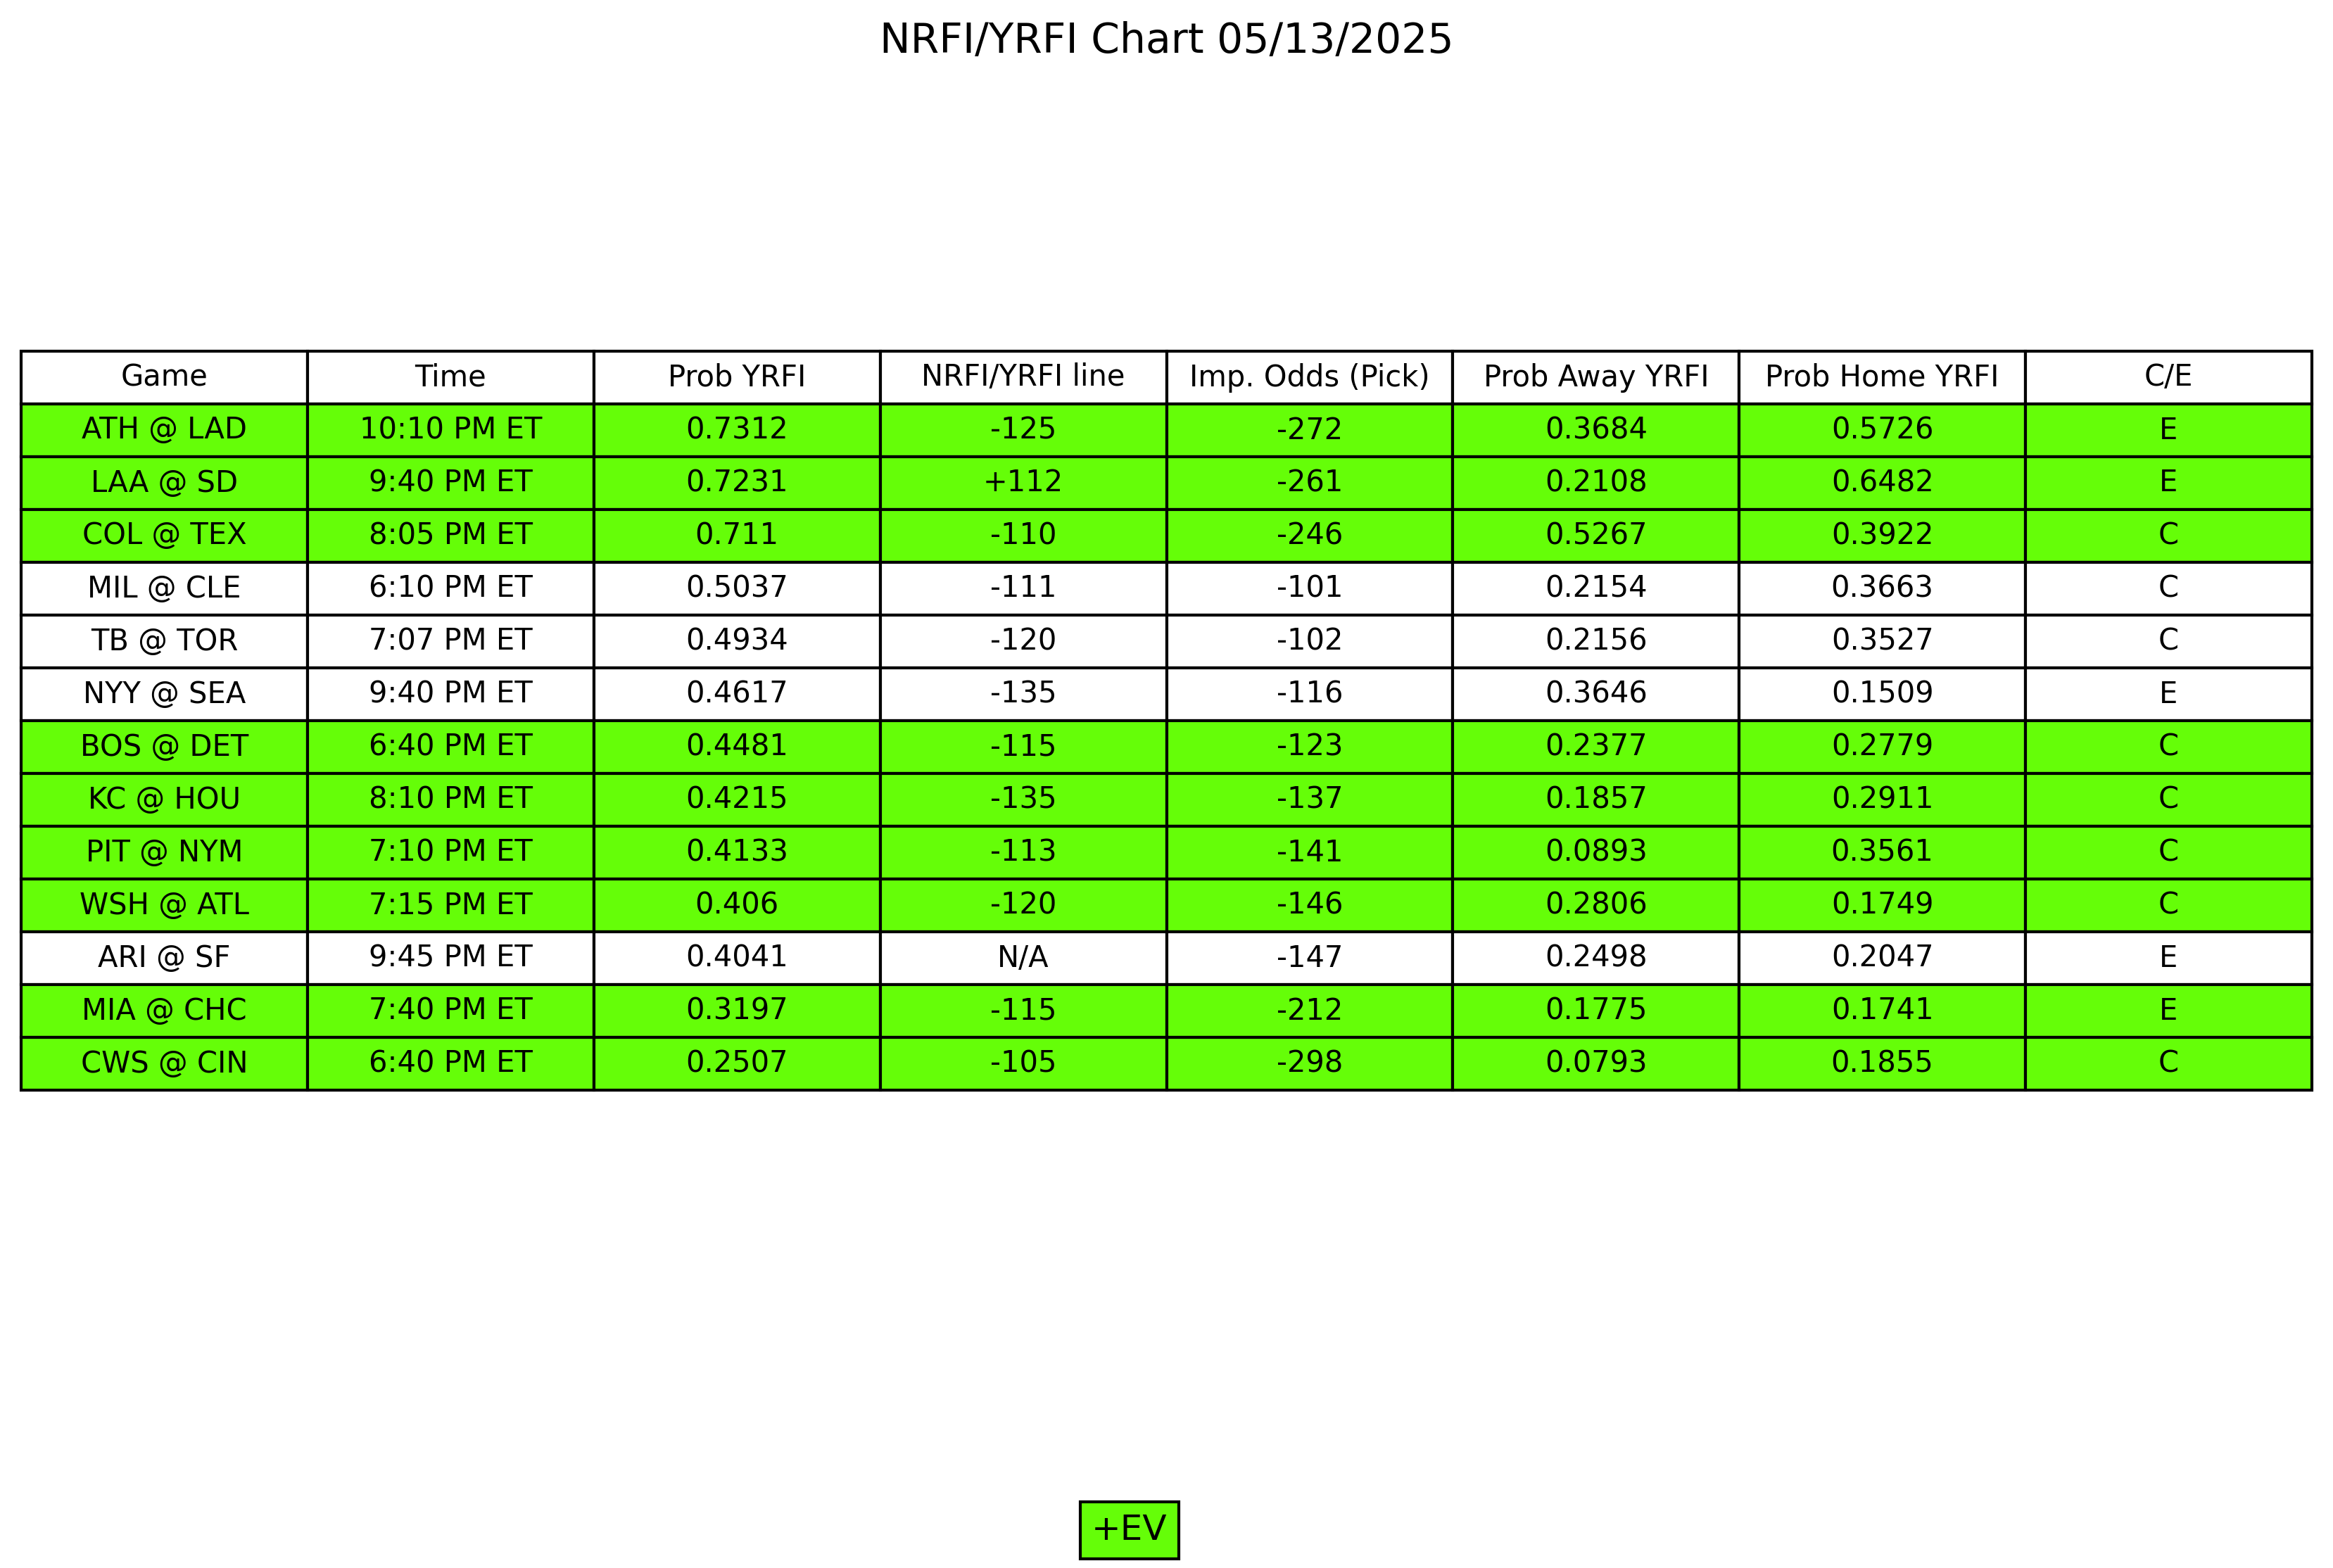 NRFI/YRFI Chart 05/13/2025
Game Time Prob YRFI NRFI/YRFI line Imp. Odds (Pick) Prob Away YRFI Prob Home YRFI C/E
ATH @ LAD 10:10 PM ET 0.7312 -125 -272 0.3684 0.5726 E
LAA @ SD 9:40 PM ET 0.7231 +112 -261 0.2108 0.6482 E
COL @ TEX 8:05 PM ET 0.711 -110 -246 0.5267 0.3922 C
MIL @ CLE 6:10 PM ET 0.5037 -111 -101 0.2154 0.3663 C
TB @ TOR 7:07 PM ET 0.4934 -120 -102 0.2156 0.3527 C
NYY @ SEA 9:40 PM ET 0.4617 -135 -116 0.3646 0.1509 E
BOS @ DET 6:40 PM ET 0.4481 -115 -123 0.2377 0.2779 C
KC @ HOU 8:10 PM ET 0.4215 -135 -137 0.1857 0.2911 C
PIT @ NYM 7:10 PM ET 0.4133 -113 -141 0.0893 0.3561 C
WSH @ ATL 7:15 PM ET 0.406 -120 -146 0.2806 0.1749 C
ARI @ SF 9:45 PM ET 0.4041 N/A -147 0.2498 0.2047 E
MIA @ CHC 7:40 PM ET 0.3197 -115 -212 0.1775 0.1741 E
CWS @ CIN 6:40 PM ET 0.2507 -105 -298 0.0793 0.1855 C
+EV